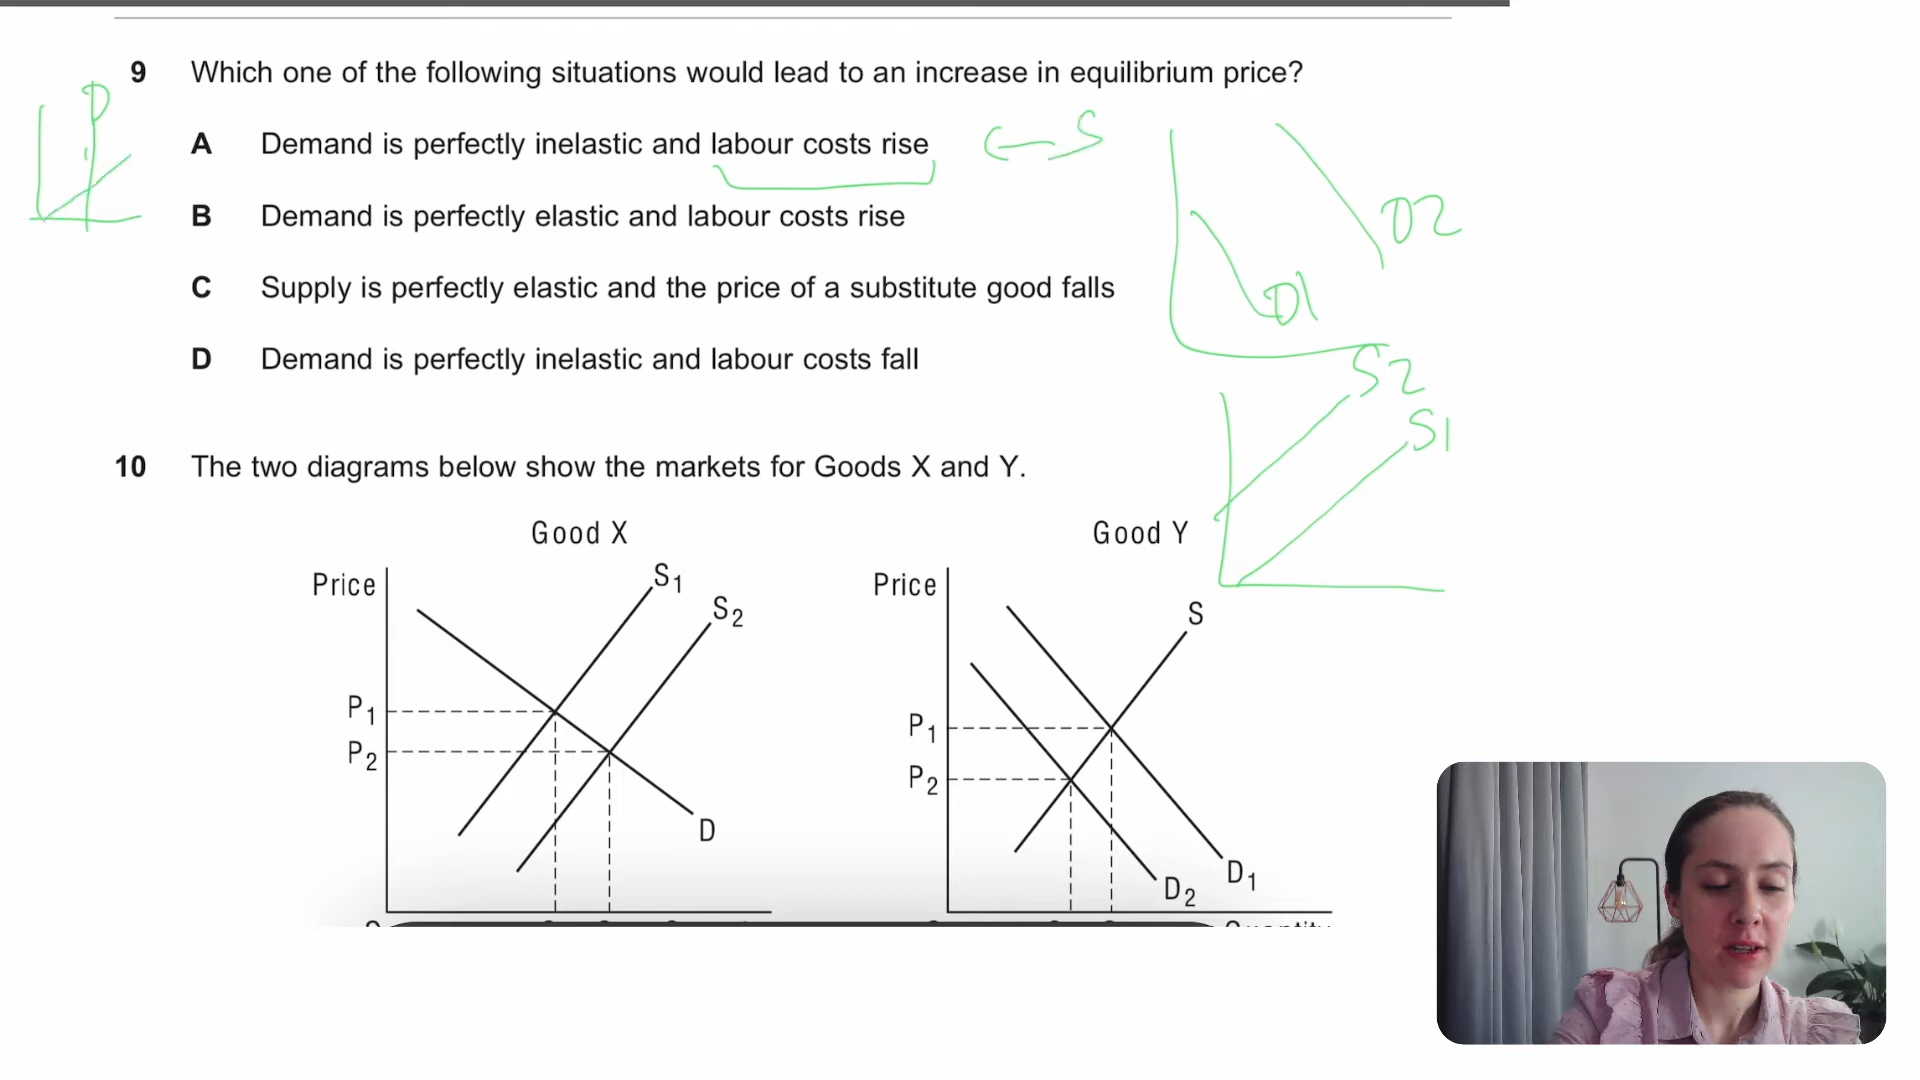 9 Which one of the following situations would lead to an increase in equilibrium price?
D
A Demand is perfectly inelastic and labour costs rise
S
B Demand is perfectly elastic and labour costs rise
D2
C Supply is perfectly elastic and the price of a substitute good falls
D1
D Demand is perfectly inelastic and labour costs fall
S2
S1
10 The two diagrams below show the markets for Goods X and Y.
Good X
Price
S1
S2
P1
P2
D
Good Y
Price
S
P1
P2
D1
D2